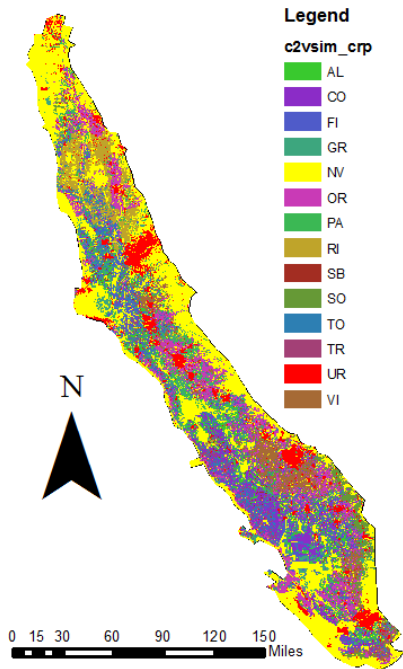 Legend
c2vsim_crp
AL
CO
FI
GR
NV
OR
PA
RI
SB
SO
TO
TR
UR
VI
N
0 15 30 60 90 120 150
Miles